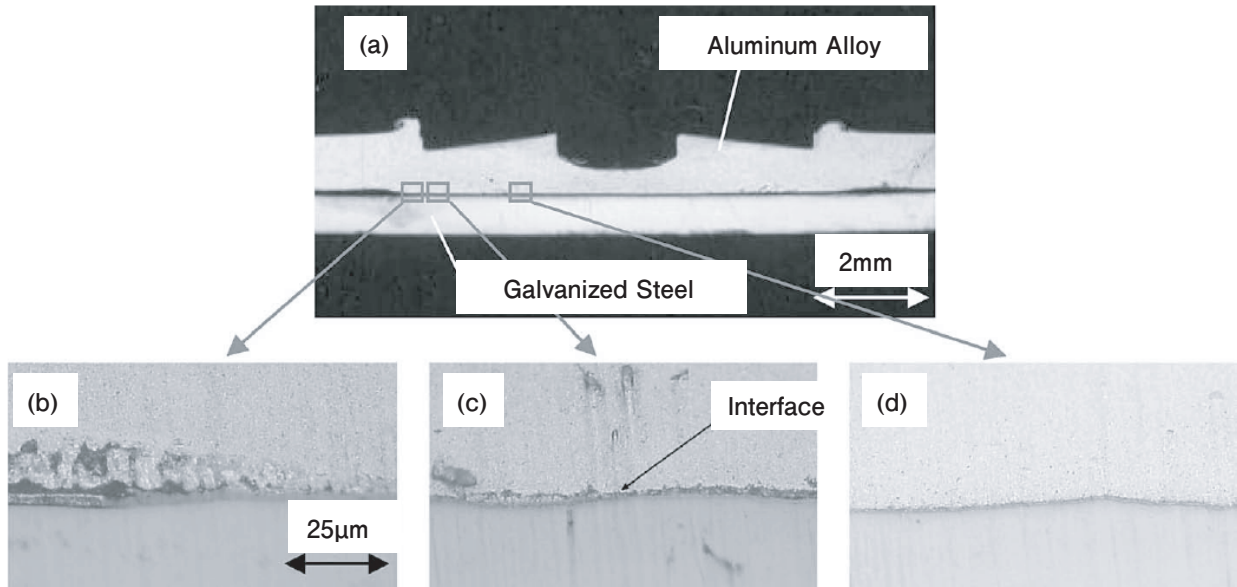 (a)
Aluminum Alloy
Galvanized Steel
2mm
(b)
25μm
(c)
Interface
(d)